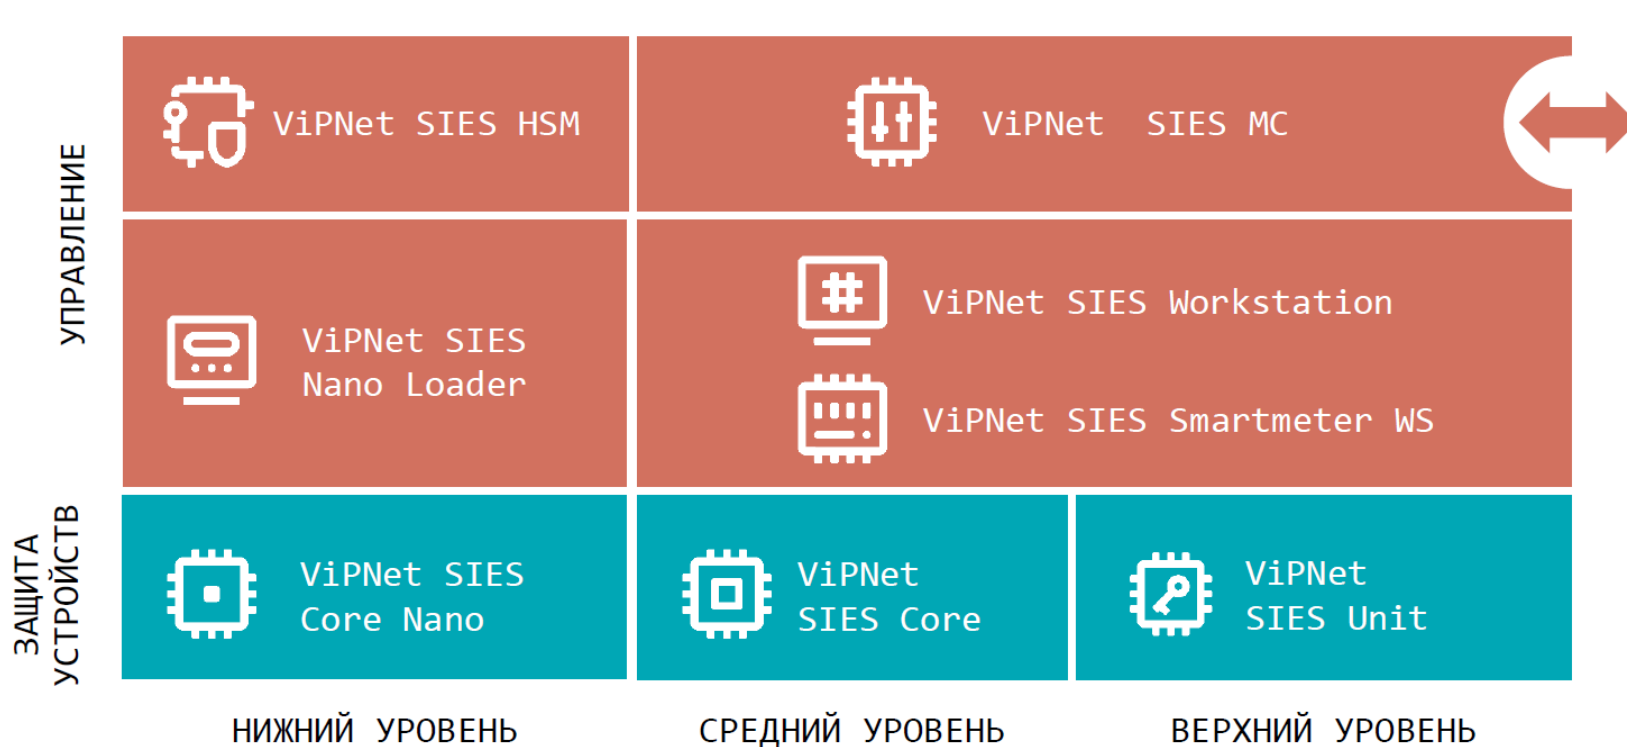 УПРАВЛЕНИЕ
ViPNet SIES HSM
ViPNet SIES MC
ViPNet SIES
Nano Loader
ViPNet SIES Workstation
ViPNet SIES Smartmeter WS
ЗАЩИТА
УСТРОЙСТВ
ViPNet SIES
Core Nano
ViPNet
SIES Core
ViPNet
SIES Unit
НИЖНИЙ УРОВЕНЬ
СРЕДНИЙ УРОВЕНЬ
ВЕРХНИЙ УРОВЕНЬ